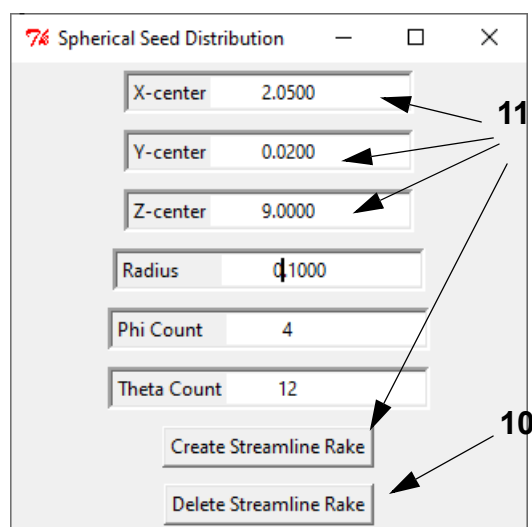 Spherical Seed Distribution
X-center 2.0500
11
Y-center 0.0200
Z-center 9.0000
Radius 0.1000
Phi Count 4
Theta Count 12
10
Create Streamline Rake
Delete Streamline Rake